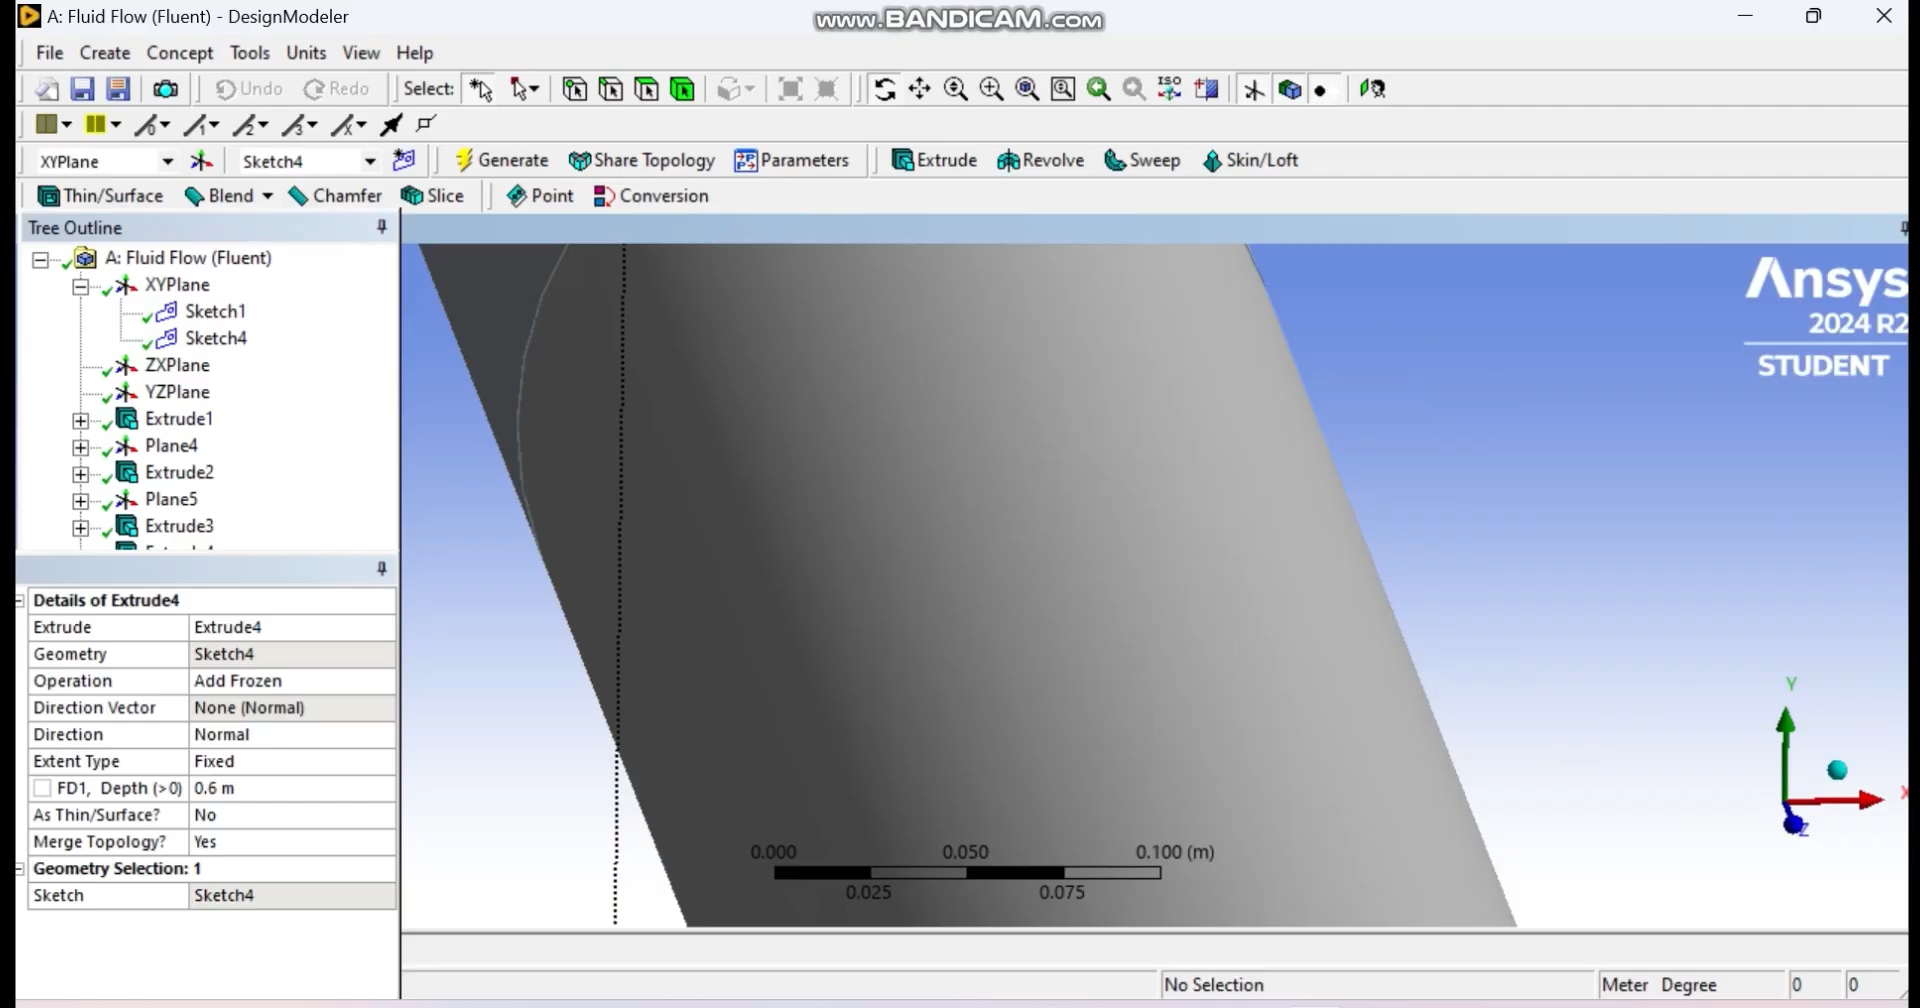 A: Fluid Flow (Fluent) - DesignModeler
www.BANDICAM.com
File Create Concept Tools Units View Help
Undo Redo Select: ISO
XYPlane Sketch4 Generate Share Topology Parameters Extrude Revolve Sweep Skin/Loft
Thin/Surface Blend Chamfer Slice Point Conversion
Tree Outline
A: Fluid Flow (Fluent)
XYPlane
Sketch1
Sketch4
ZXPlane
YZPlane
Extrude1
Plane4
Extrude2
Plane5
Extrude3
Details of Extrude4
Extrude Extrude4
Geometry Sketch4
Operation Add Frozen
Direction Vector None (Normal)
Direction Normal
Extent Type Fixed
FD1, Depth (>0) 0.6 m
As Thin/Surface? No
Merge Topology? Yes
Geometry Selection: 1
Sketch Sketch4
Ansys
2024 R2
STUDENT
Y
X
Z
0.000 0.050 0.100 (m)
0.025 0.075
No Selection Meter Degree 0 0